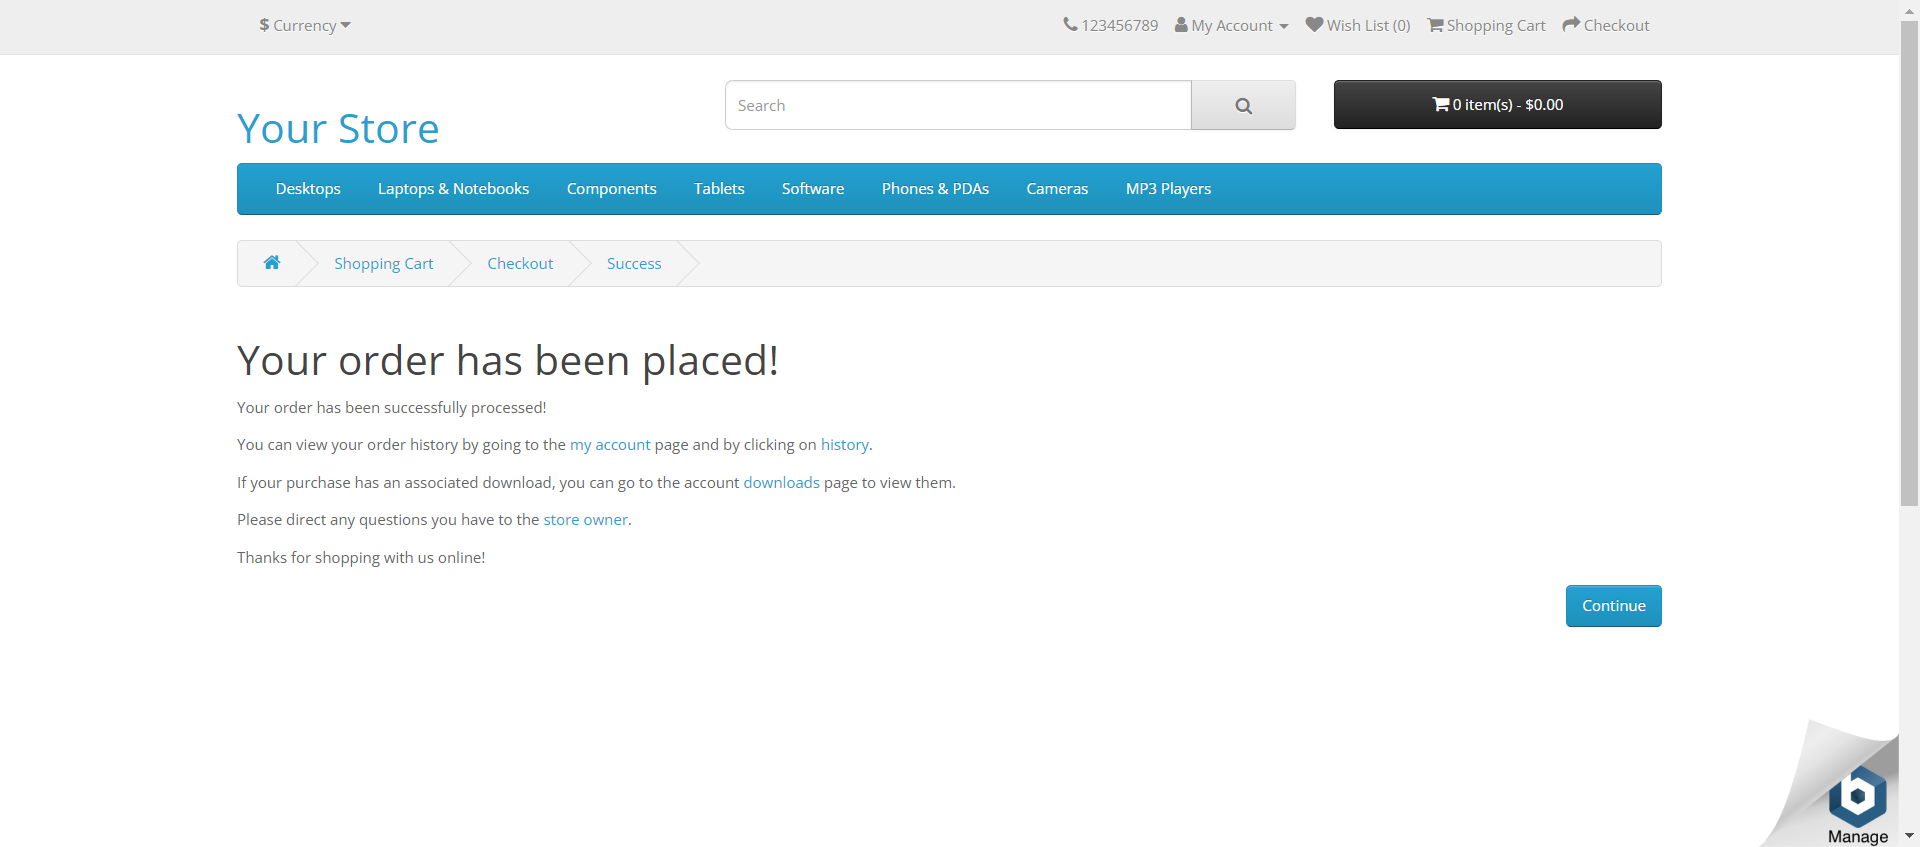 $ Currency
123456789 My Account Wish List (0) Shopping Cart Checkout
Your Store
Search
0 item(s) - $0.00
Desktops Laptops & Notebooks Components Tablets Software Phones & PDAs Cameras MP3 Players
Shopping Cart Checkout Success
Your order has been placed!
Your order has been successfully processed!
You can view your order history by going to the my account page and by clicking on history.
If your purchase has an associated download, you can go to the account downloads page to view them.
Please direct any questions you have to the store owner.
Thanks for shopping with us online!
Continue
b
Manage